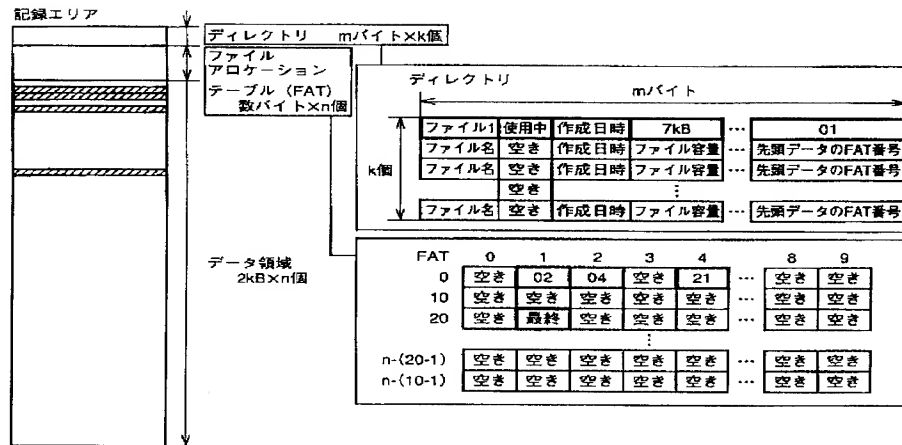 記録エリア
ディレクトリ mバイト×k個
ファイル
アロケーション
テーブル (FAT)
数バイト×n個
データ領域
2kB×n個
ディレクトリ
mバイト
k個
ファイル1 使用中 作成日時 7kB … 01
ファイル名 空き 作成日時 ファイル容量 … 先頭データのFAT番号
ファイル名 空き 作成日時 ファイル容量 … 先頭データのFAT番号
空き ⋮
ファイル名 空き 作成日時 ファイル容量 … 先頭データのFAT番号
FAT 0 1 2 3 4 8 9
0 空き 02 04 空き 21 … 空き 空き
10 空き 空き 空き 空き 空き … 空き 空き
20 空き 最終 空き 空き 空き … 空き 空き
⋮
n-(20-1) 空き 空き 空き 空き 空き … 空き 空き
n-(10-1) 空き 空き 空き 空き 空き … 空き 空き